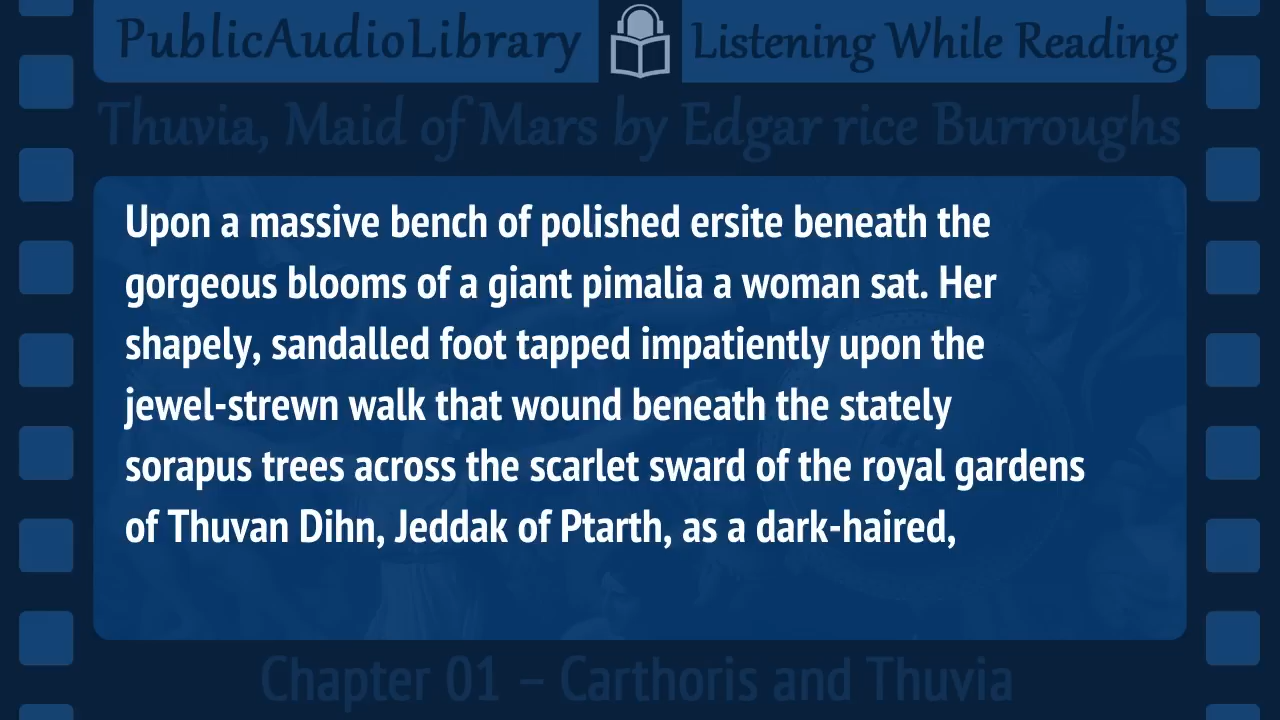 PublicAudioLibrary
Listening While Reading
Thuvia, Maid of Mars by Edgar rice Burroughs
Upon a massive bench of polished ersite beneath the
gorgeous blooms of a giant pimalia a woman sat. Her
shapely, sandalled foot tapped impatiently upon the
jewel-strewn walk that wound beneath the stately
sorapus trees across the scarlet sward of the royal gardens
of Thuvan Dihn, Jeddak of Ptarth, as a dark-haired,
Chapter 01 – Carthoris and Thuvia